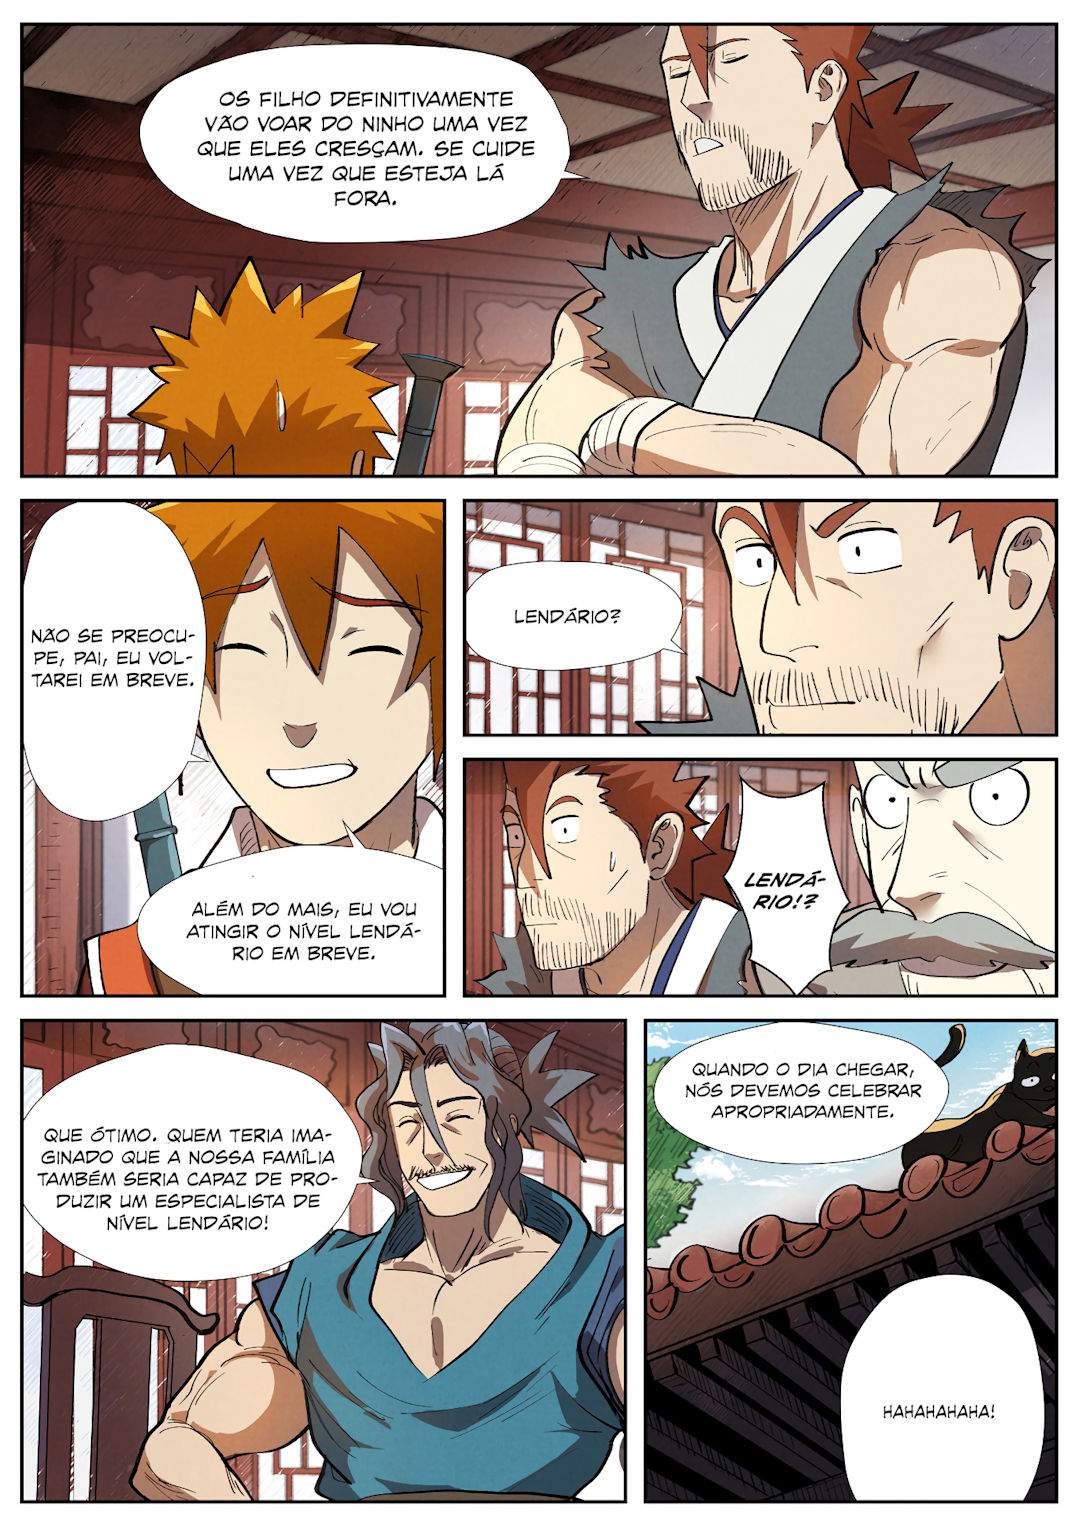 OS FILHO DEFINITIVAMENTE
VÃO VOAR DO NINHO UMA VEZ
QUE ELES CRESÇAM. SE CUIDE
UMA VEZ QUE ESTEJA LÁ
FORA.
NÃO SE PREOCU-
PE, PAI, EU VOL-
TAREI EM BREVE.
ALÉM DO MAIS, EU VOU
ATINGIR O NÍVEL LENDÁ-
RIO EM BREVE.
LENDÁRIO?
LENDÁ-
RIO!?
QUE ÓTIMO. QUEM TERIA IMA-
GINADO QUE A NOSSA FAMÍLIA
TAMBÉM SERIA CAPAZ DE PRO-
DUZIR UM ESPECIALISTA DE
NÍVEL LENDÁRIO!
QUANDO O DIA CHEGAR,
NÓS DEVEMOS CELEBRAR
APROPRIADAMENTE.
HAHAHAHAHA!